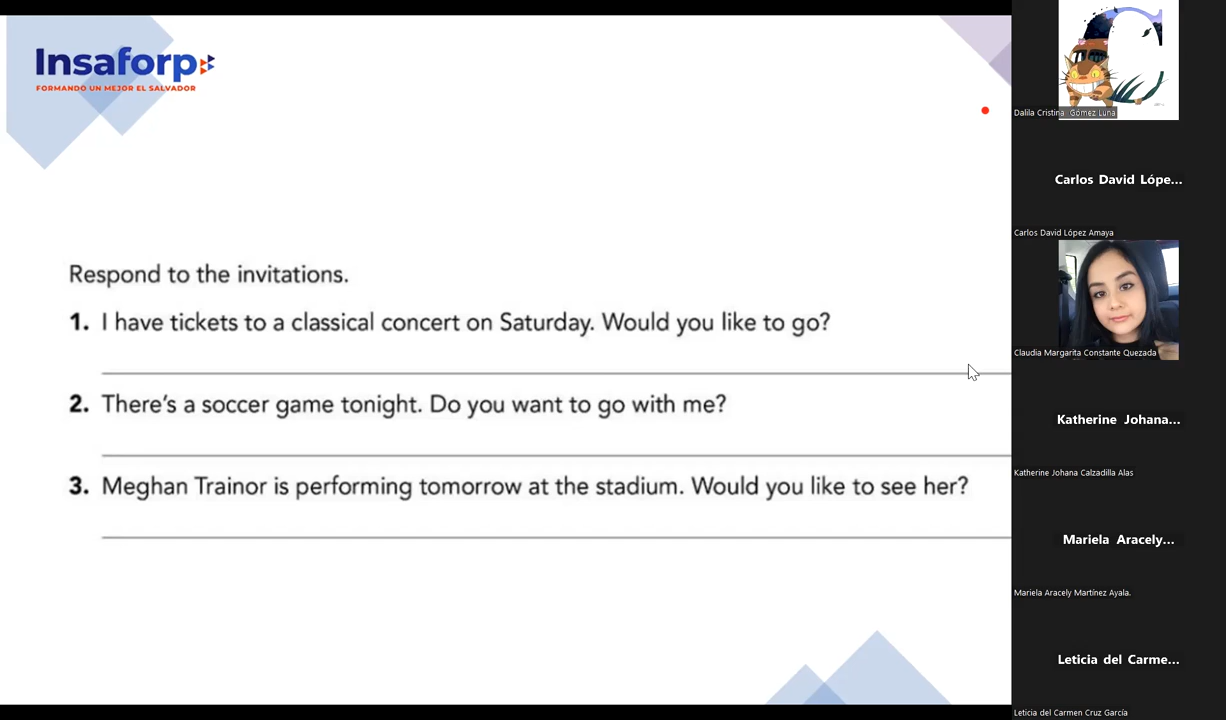 Insaforp
FORMANDO UN MEJOR EL SALVADOR
Respond to the invitations.
1. I have tickets to a classical concert on Saturday. Would you like to go?
2. There's a soccer game tonight. Do you want to go with me?
3. Meghan Trainor is performing tomorrow at the stadium. Would you like to see her?
Dalila Cristina Gómez Luna
Carlos David Lópe...
Carlos David López Amaya
Claudia Margarita Constante Quezada
Katherine Johana...
Katherine Johana Calzadilla Alas
Mariela Aracely...
Mariela Aracely Martínez Ayala.
Leticia del Carme...
Leticia del Carmen Cruz García